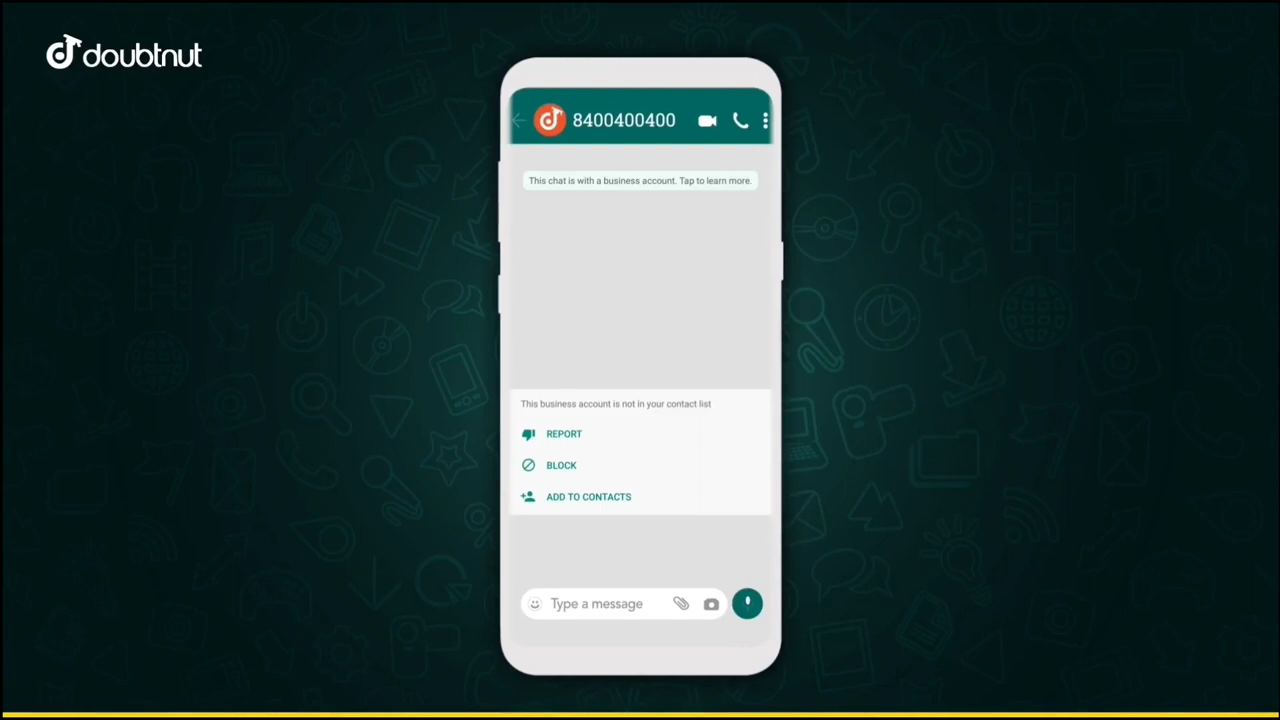 doubtnut
8400400400
This chat is with a business account. Tap to learn more.
This business account is not in your contact list
REPORT
BLOCK
ADD TO CONTACTS
Type a message